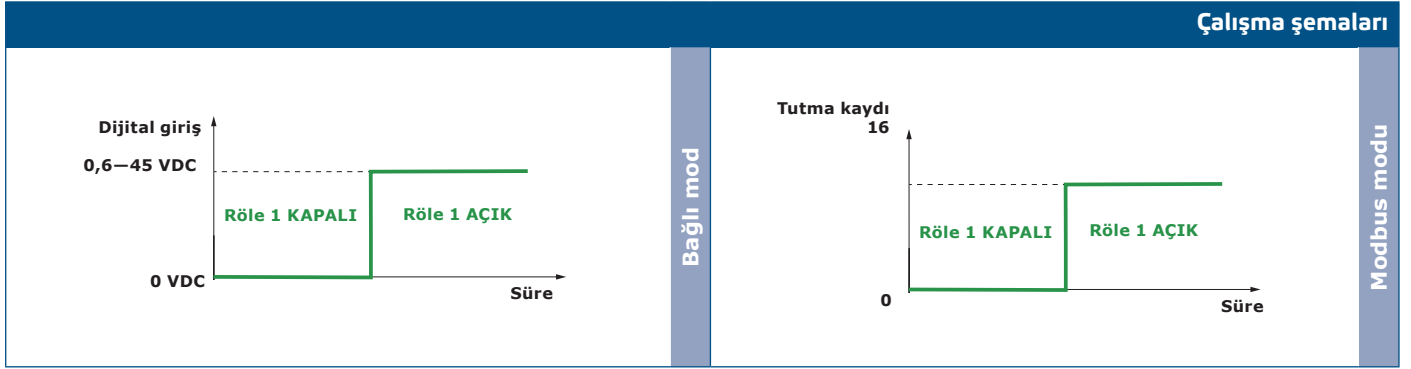 Çalışma şemaları
Dijital giriş
0,6—45 VDC
Röle 1 KAPALI
Röle 1 AÇIK
0 VDC
Süre
Bağlı mod
Tutma kaydı
16
Röle 1 KAPALI
Röle 1 AÇIK
0
Süre
Modbus modu